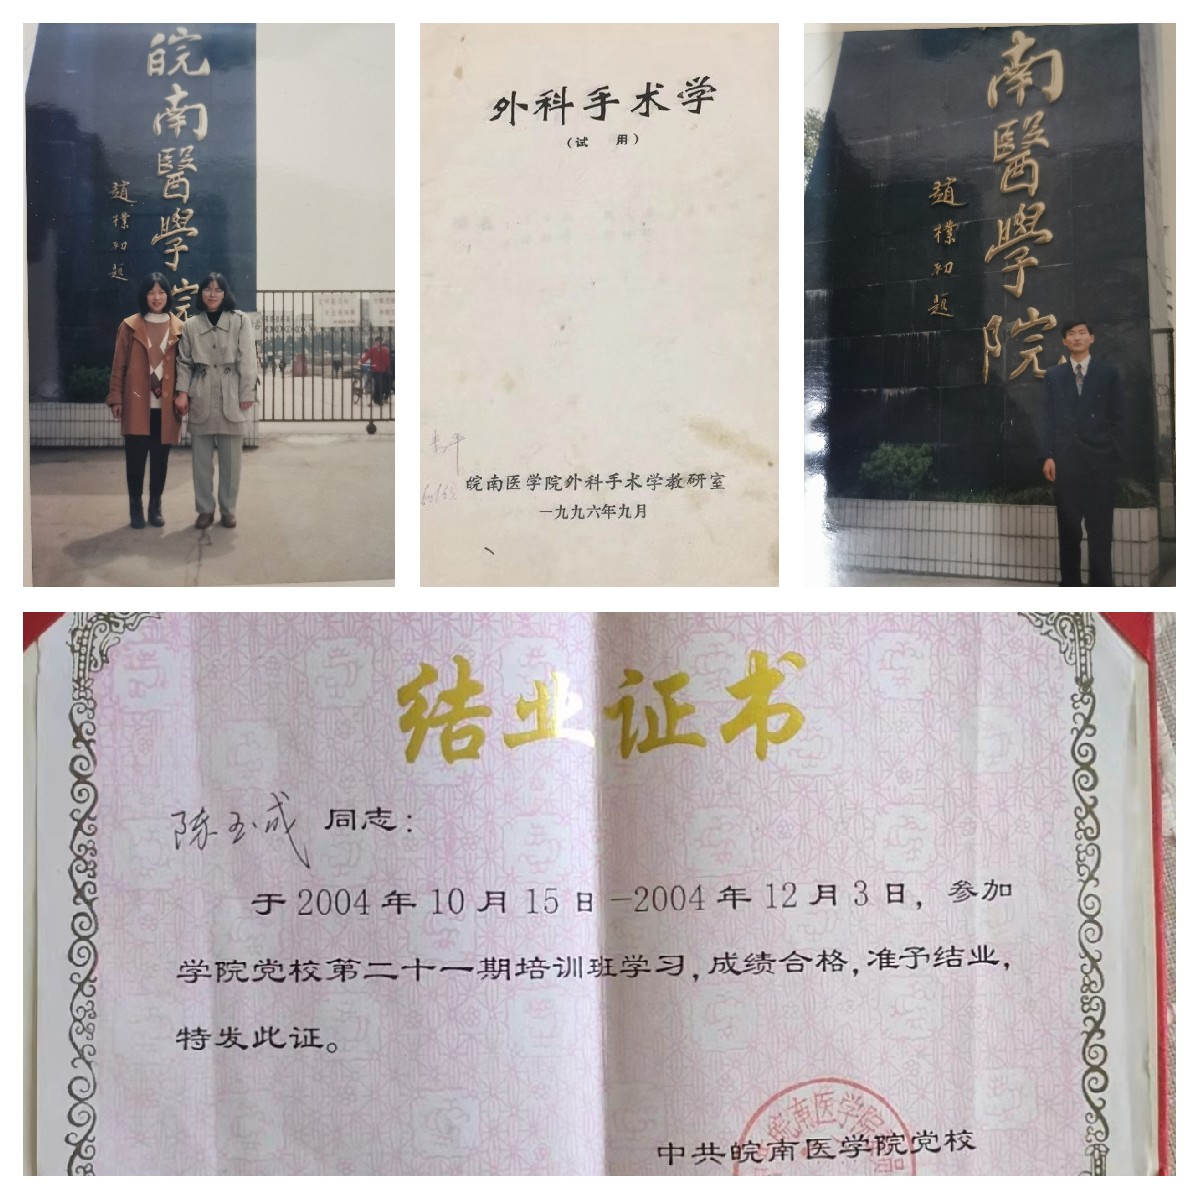 皖南醫學院
趙樸初題
外科手术学
（试 用）
皖南医学院外科手术学教研室
一九九六年九月
南醫學院
趙樸初題
结业证书
陈玉成 同志：
于2004年10月15日—2004年12月3日，参加
学院党校第二十一期培训班学习，成绩合格，准予结业，
特发此证。
皖南医学院
中共皖南医学院党校